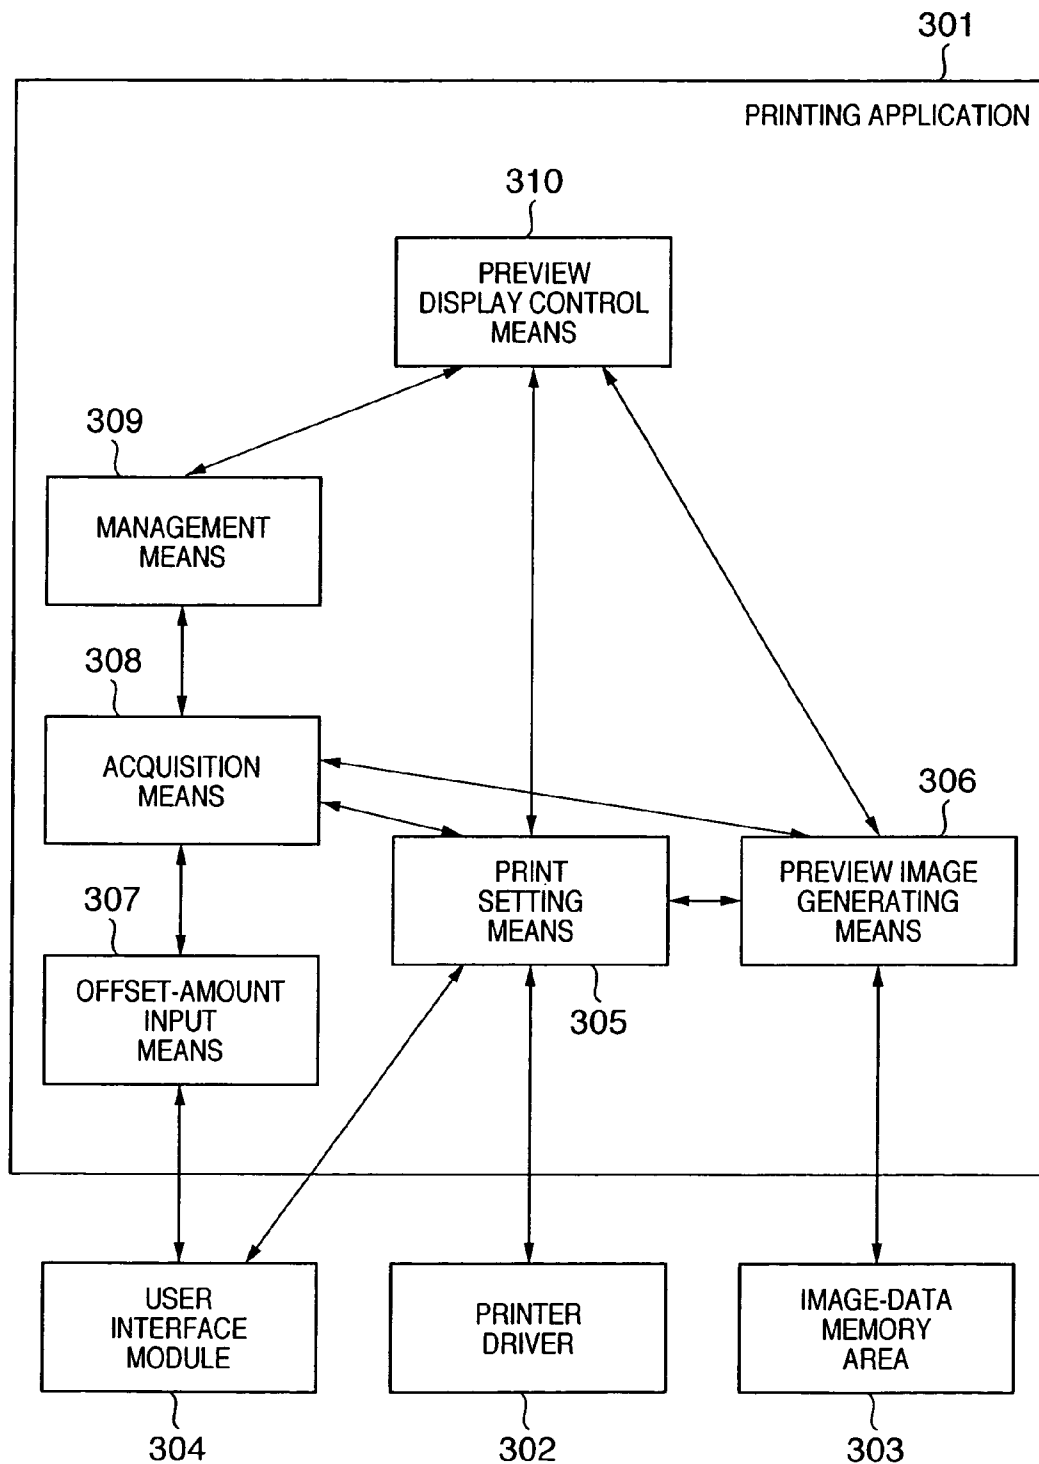 301
PRINTING APPLICATION
310
PREVIEW
DISPLAY CONTROL
MEANS
309
MANAGEMENT
MEANS
308
ACQUISITION
MEANS
306
PRINT
SETTING
MEANS
PREVIEW IMAGE
GENERATING
MEANS
307
OFFSET-AMOUNT
INPUT
MEANS
305
USER
INTERFACE
MODULE
PRINTER
DRIVER
IMAGE-DATA
MEMORY
AREA
304
302
303